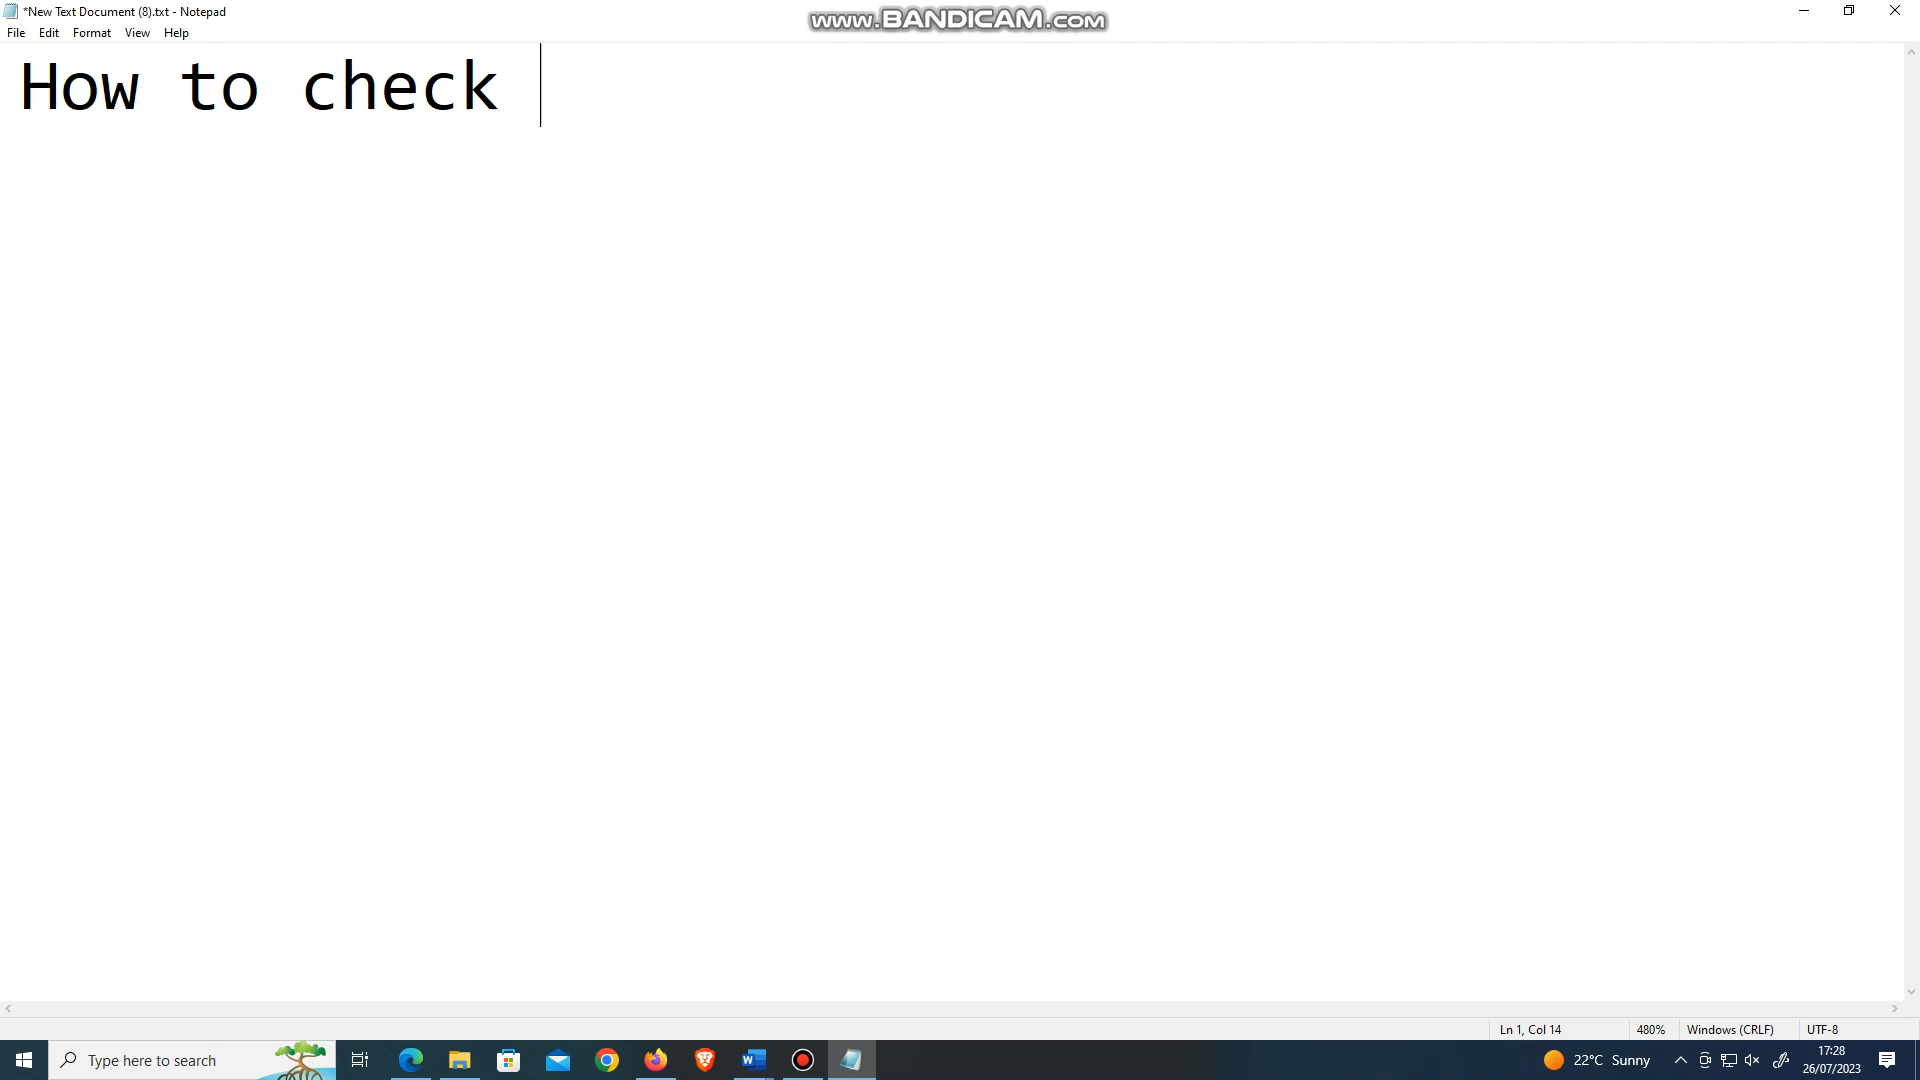 *New Text Document (8).txt - Notepad
www.BANDICAM.com
File Edit Format View Help
How to check
Ln 1, Col 14 480% Windows (CRLF) UTF-8
Type here to search
22°C Sunny
17:28
26/07/2023